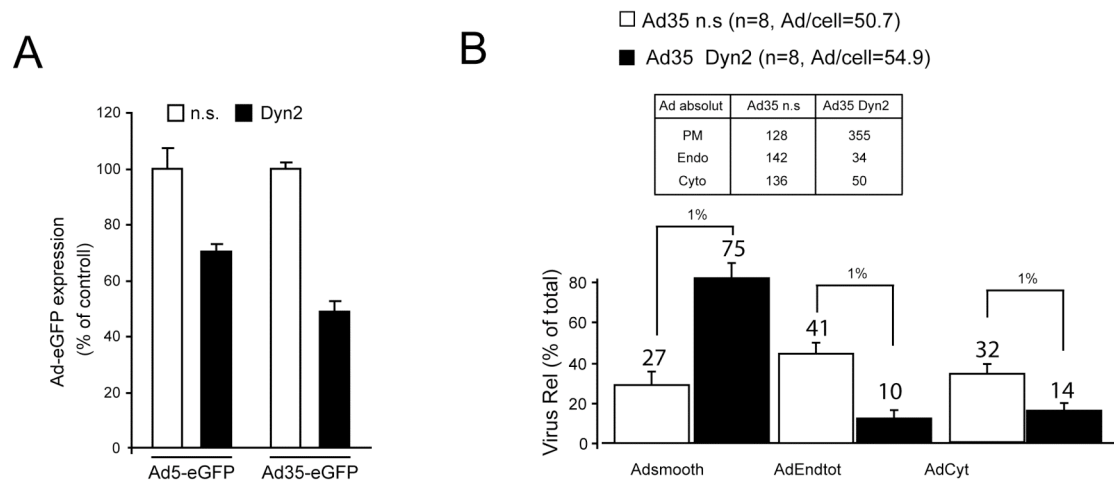 A
n.s. Dyn2
120
100
80
60
40
20
0
Ad-eGFP expression
(% of controll)
Ad5-eGFP Ad35-eGFP
B
Ad35 n.s (n=8, Ad/cell=50.7)
Ad35 Dyn2 (n=8, Ad/cell=54.9)
Ad absolut Ad35 n.s Ad35 Dyn2
PM 128 355
Endo 142 34
Cyto 136 50
1% 1% 1%
80
60
40
20
0
Virus Rel (% of total)
27 75 41 10 32 14
Adsmooth AdEndtot AdCyt